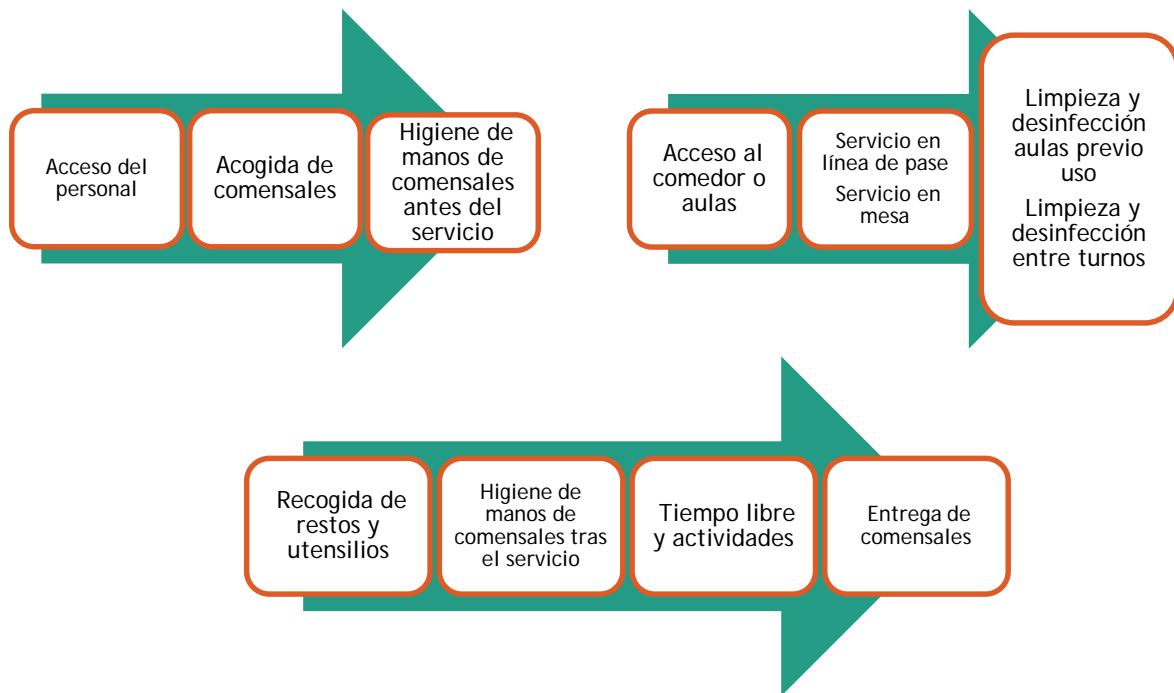 Acceso del
personal
Acogida de
comensales
Higiene de
manos de
comensales
antes del
servicio
Acceso al
comedor o
aulas
Servicio en
línea de pase
Servicio en
mesa
Limpieza y
desinfección
aulas previo
uso
Limpieza y
desinfección
entre turnos
Recogida de
restos y
utensilios
Higiene de
manos de
comensales tras
el servicio
Tiempo libre
y actividades
Entrega de
comensales